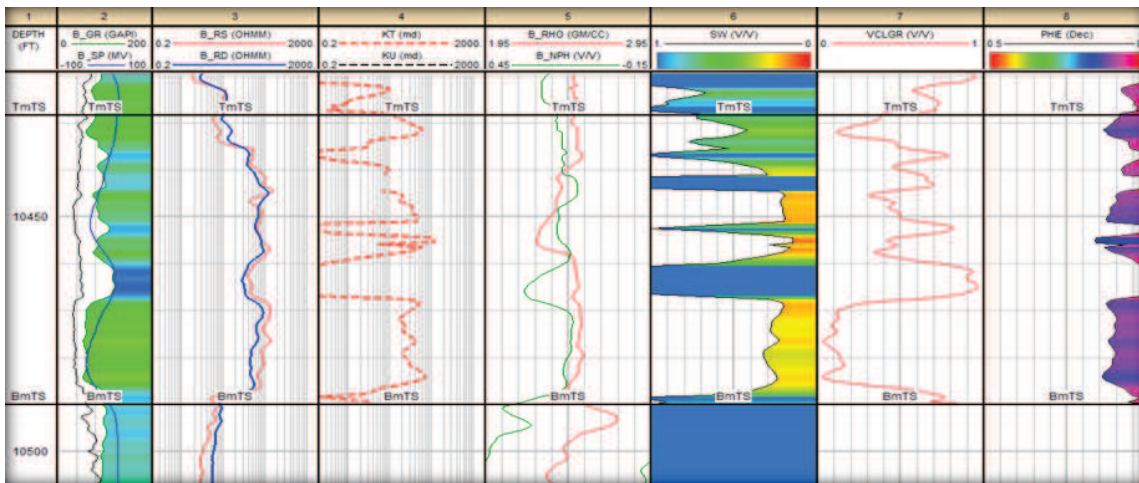 1 2 3 4 5 6 7 8
DEPTH (FT)
B_GR (GAPI)
0 200
B_SP (MV)
-100 100
B_RS (OHMM)
0.2 2000
B_RD (OHMM)
0.2 2000
KT (md)
0.2 2000
KU (md)
0.2 2000
B_RHO (GM/CC)
1.95 2.95
B_NPH (V/V)
0.45 -0.15
SW (V/V)
1. 0
VCLGR (V/V)
0. 1.
PHIE (Dec)
0.5 0
TmTS TmTS TmTS TmTS TmTS TmTS TmTS TmTS
10450
BmTS BmTS BmTS BmTS BmTS BmTS BmTS BmTS
10500